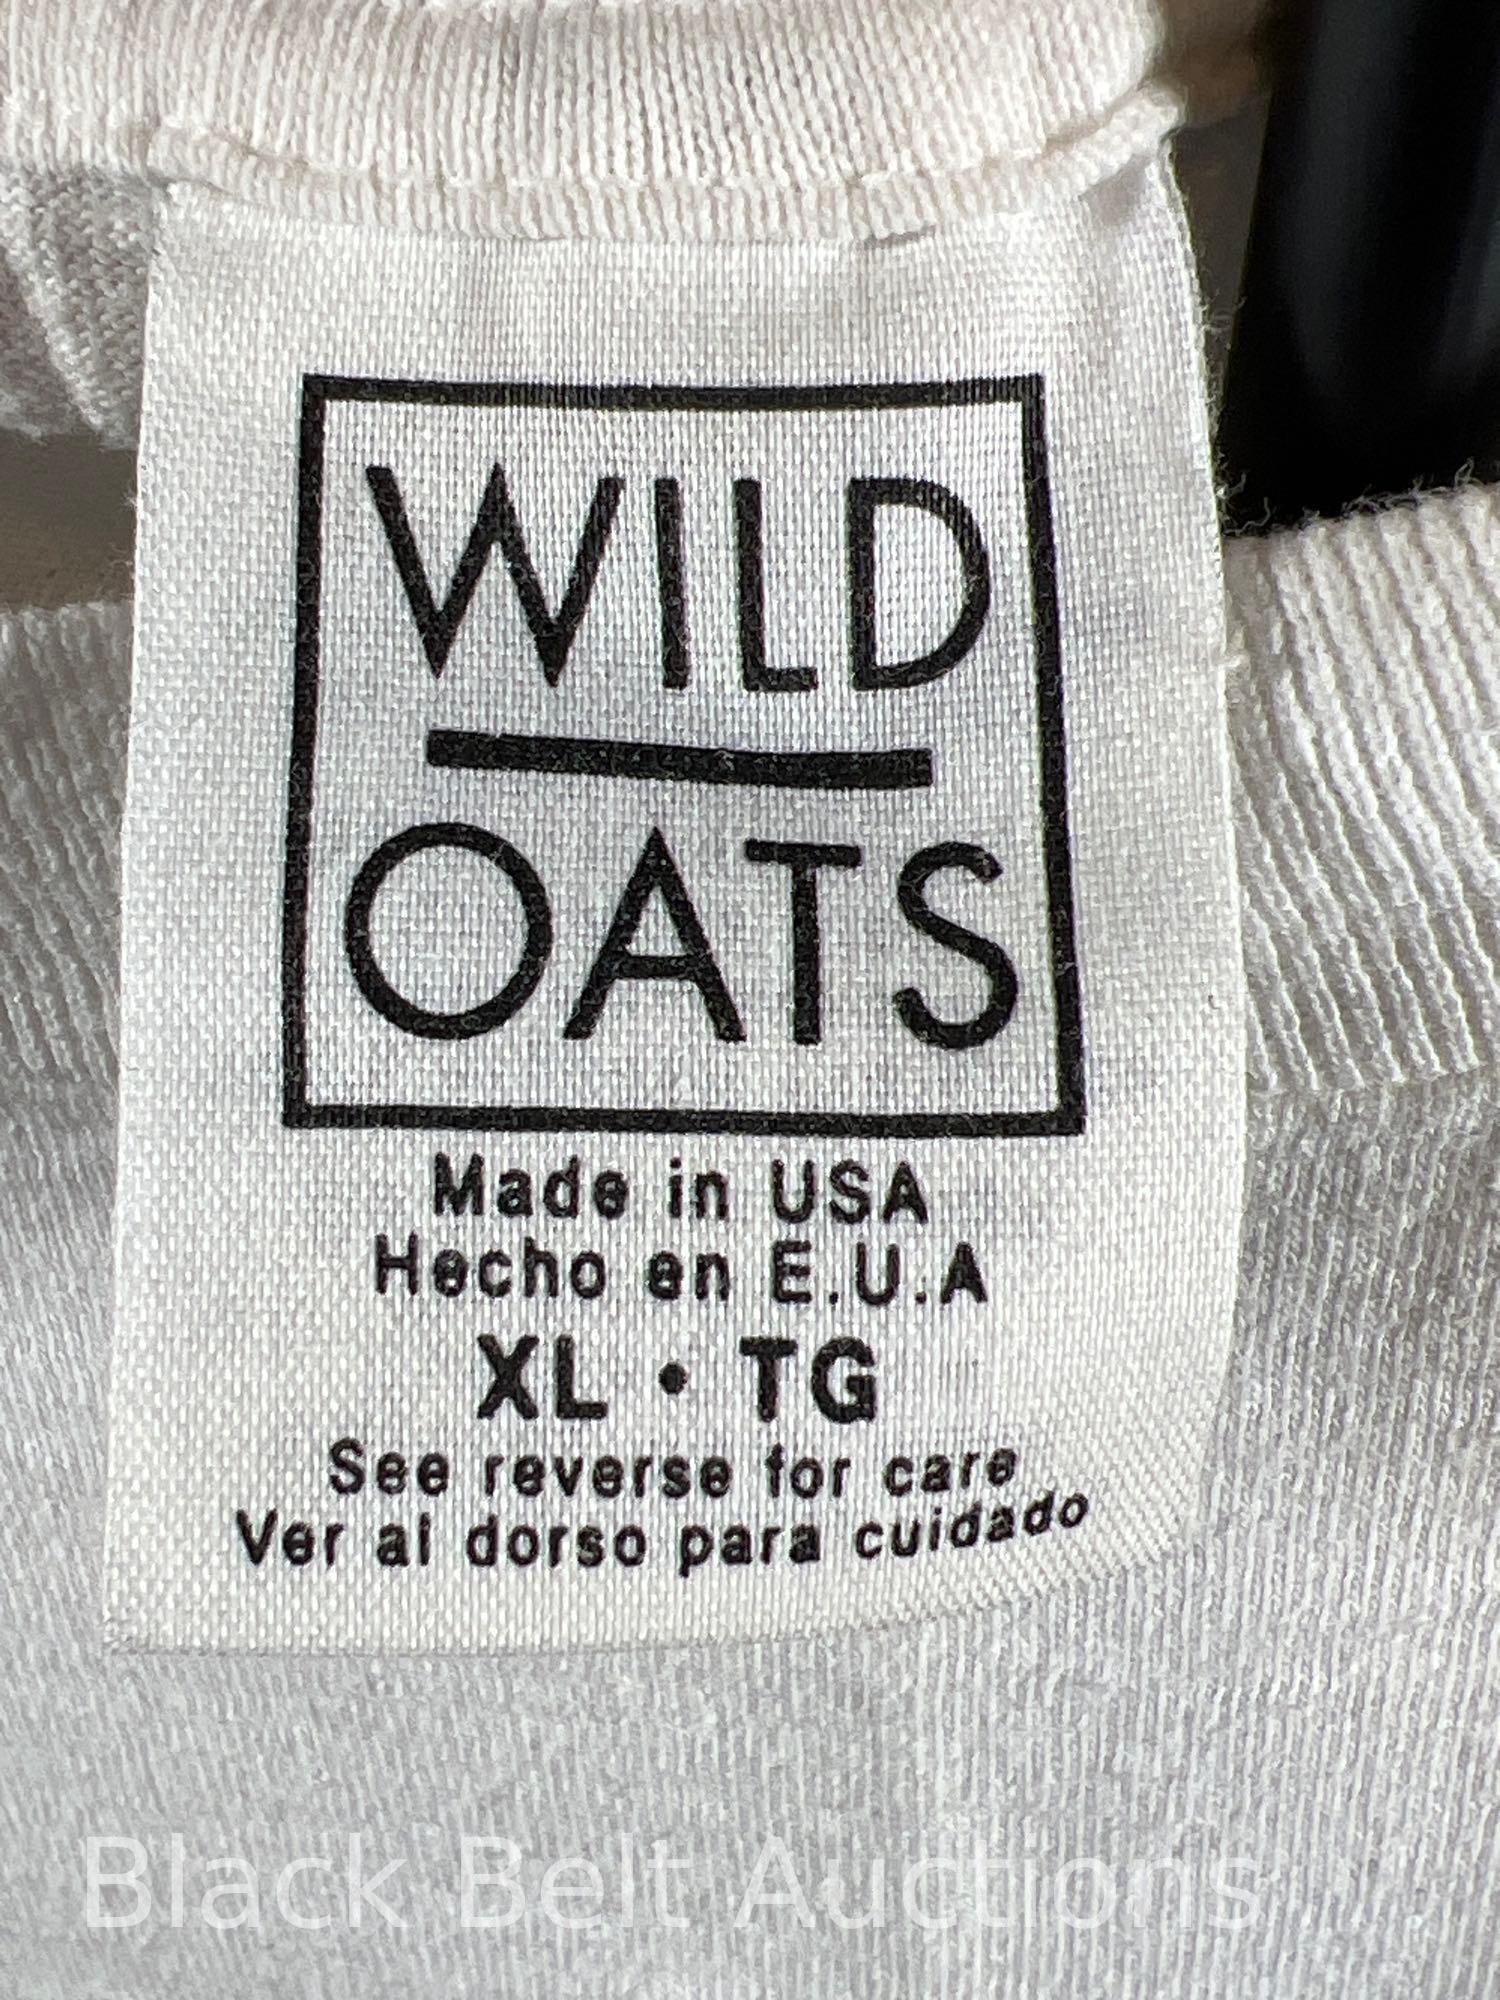 WILD
OATS
Made in USA
Hecho en E.U.A
XL • TG
See reverse for care
Ver al dorso para cuidado
Black Belt Auctions